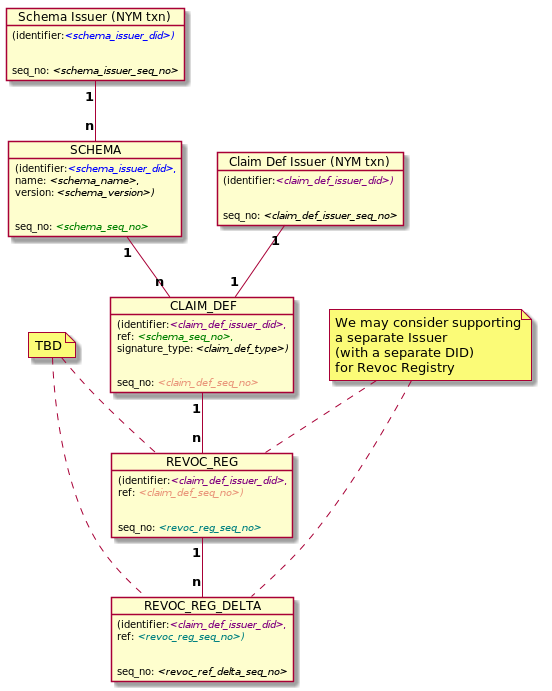 Schema Issuer (NYM txn)
(identifier:<schema_issuer_did>)
seq_no: <schema_issuer_seq_no>
1
n
SCHEMA
(identifier:<schema_issuer_did>,
name: <schema_name>,
version: <schema_version>)
seq_no: <schema_seq_no>
Claim Def Issuer (NYM txn)
(identifier:<claim_def_issuer_did>)
seq_no: <claim_def_issuer_seq_no>
1
1
n
1
CLAIM_DEF
(identifier:<claim_def_issuer_did>,
ref: <schema_seq_no>,
signature_type: <claim_def_type>)
seq_no: <claim_def_seq_no>
TBD
We may consider supporting
a separate Issuer
(with a separate DID)
for Revoc Registry
1
n
REVOC_REG
(identifier:<claim_def_issuer_did>,
ref: <claim_def_seq_no>)
seq_no: <revoc_reg_seq_no>
1
n
REVOC_REG_DELTA
(identifier:<claim_def_issuer_did>,
ref: <revoc_reg_seq_no>)
seq_no: <revoc_ref_delta_seq_no>